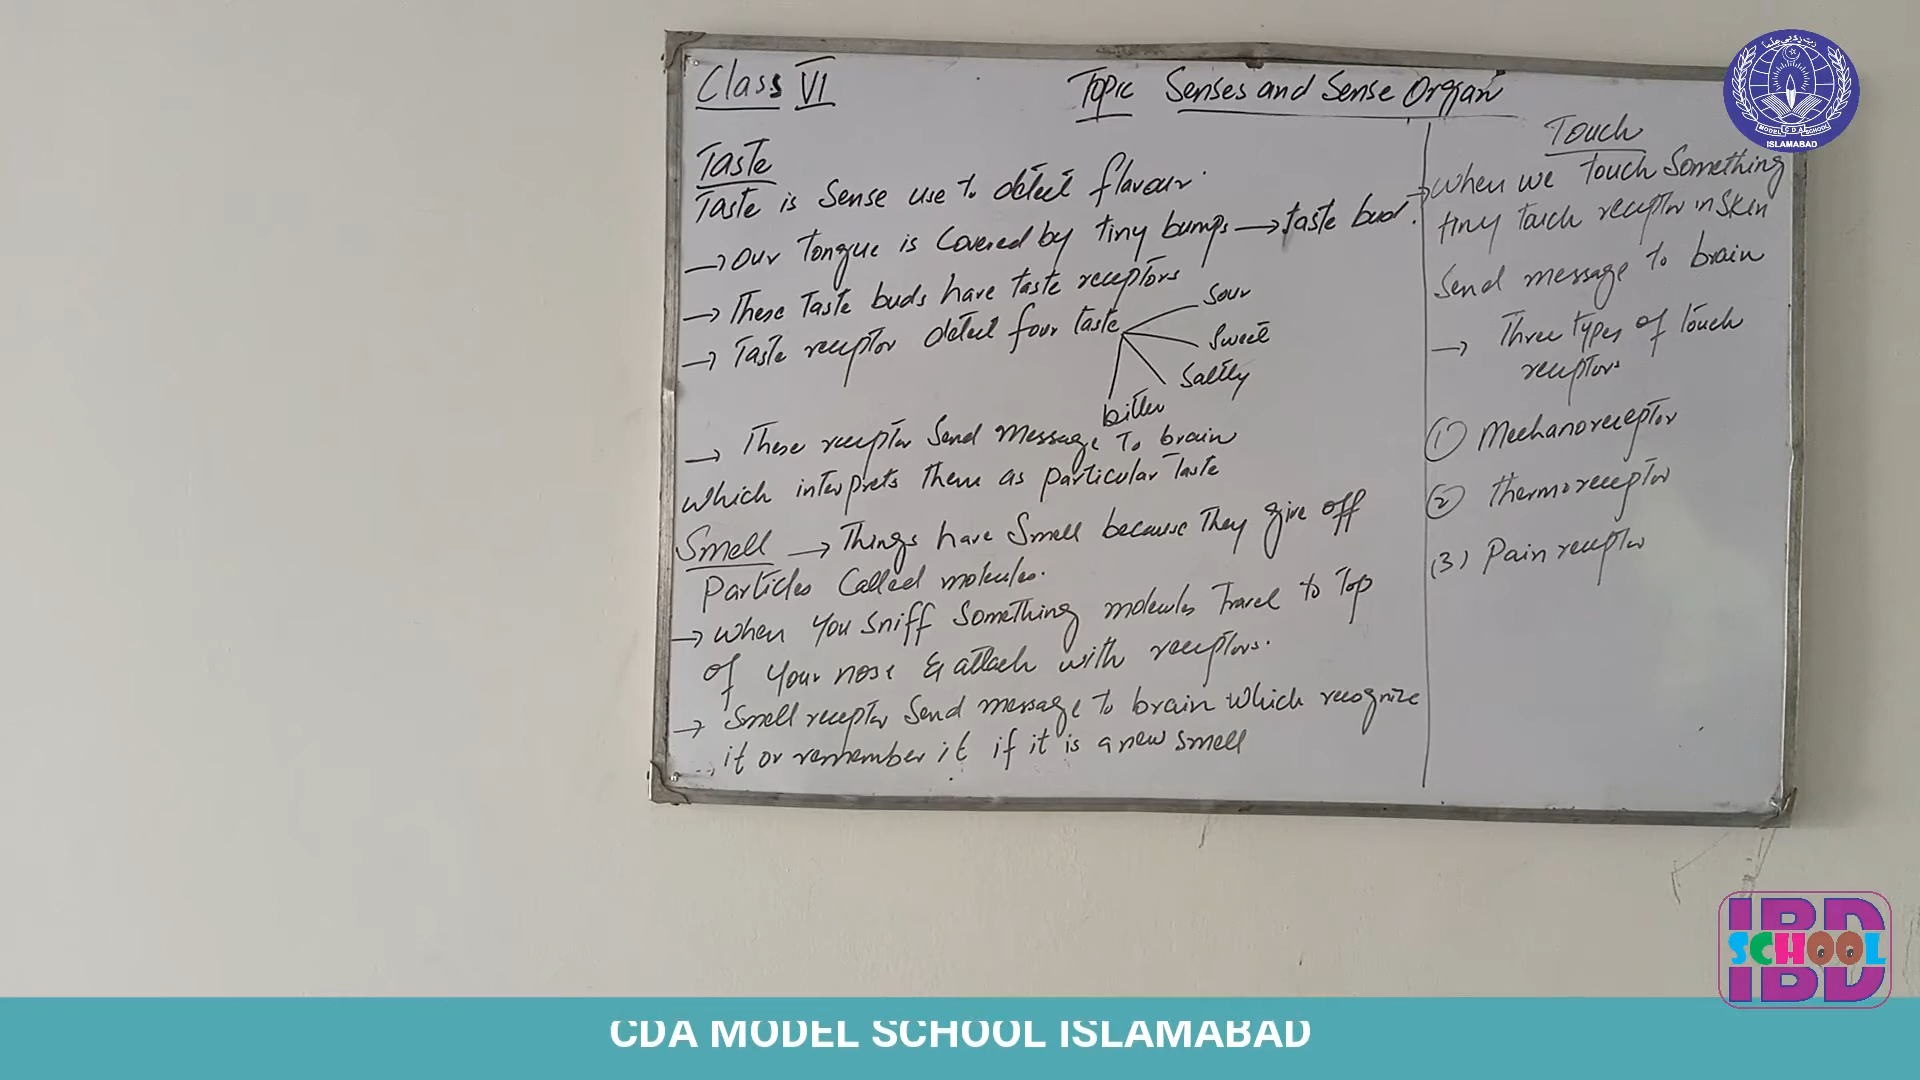 Class VI
Topic Senses and Sense Organ
Taste
Taste is Sense use to detect flavour.
→ Our tongue is Covered by tiny bumps → taste bud.
→ These Taste buds have taste receptors
→ Taste receptor detect four taste
Sour
Sweet
Saltty
bitter
→ These receptor Send Message To brain
which interprets them as particular Taste
Smell → Things have Smell because They give off
Particles Called molecules.
→ when You Sniff Something molecules Travel to Top
of Your nose & attach with receptors.
→ Smell receptor Send message to brain which recognize
it or remember it if it is a new smell
Touch
→ when we touch Something
tiny touch receptor in Skin
Send message to brain
→ Three types of touch
receptors
(1) Mechanoreceptor
(2) thermoreceptor
(3) Pain receptor
MODEL CDA SCHOOL
ISLAMABAD
IBD
SCHOOL
IBD
CDA MODEL SCHOOL ISLAMABAD